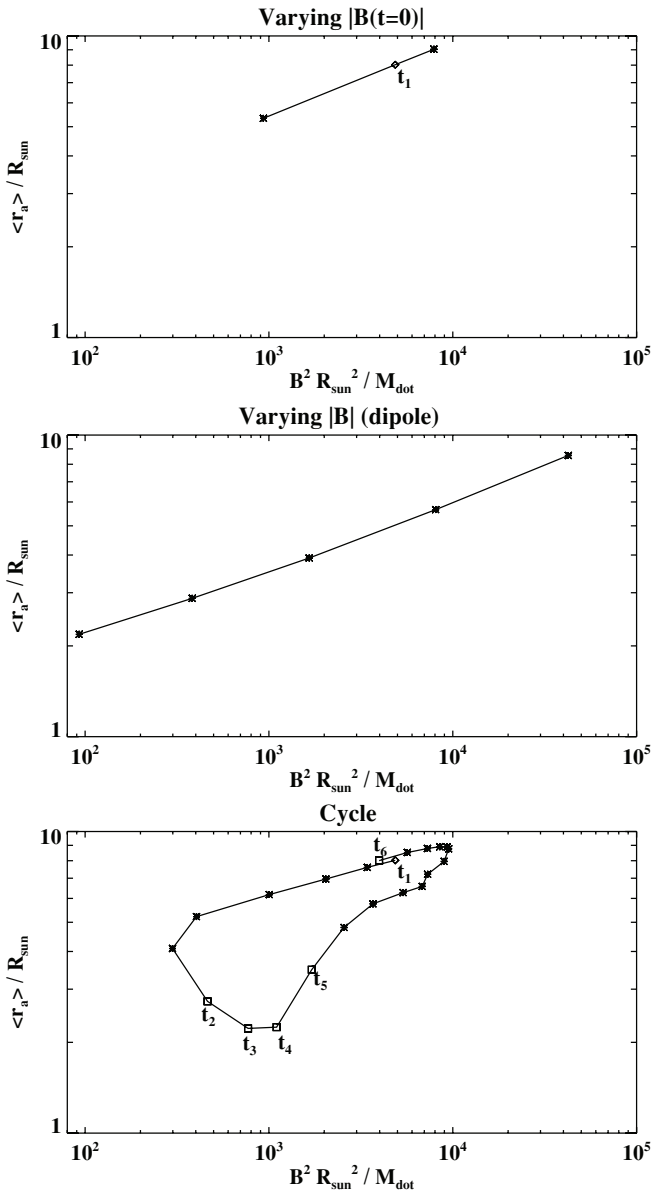 Varying |B(t=0)|
10
t1
<ra> / Rsun
1
10²
10³
10⁴
10⁵
B² Rsun² / Mdot
Varying |B| (dipole)
10
<ra> / Rsun
1
10²
10³
10⁴
10⁵
B² Rsun² / Mdot
Cycle
10
t6
t1
<ra> / Rsun
t5
t2
t3
t4
1
10²
10³
10⁴
10⁵
B² Rsun² / Mdot